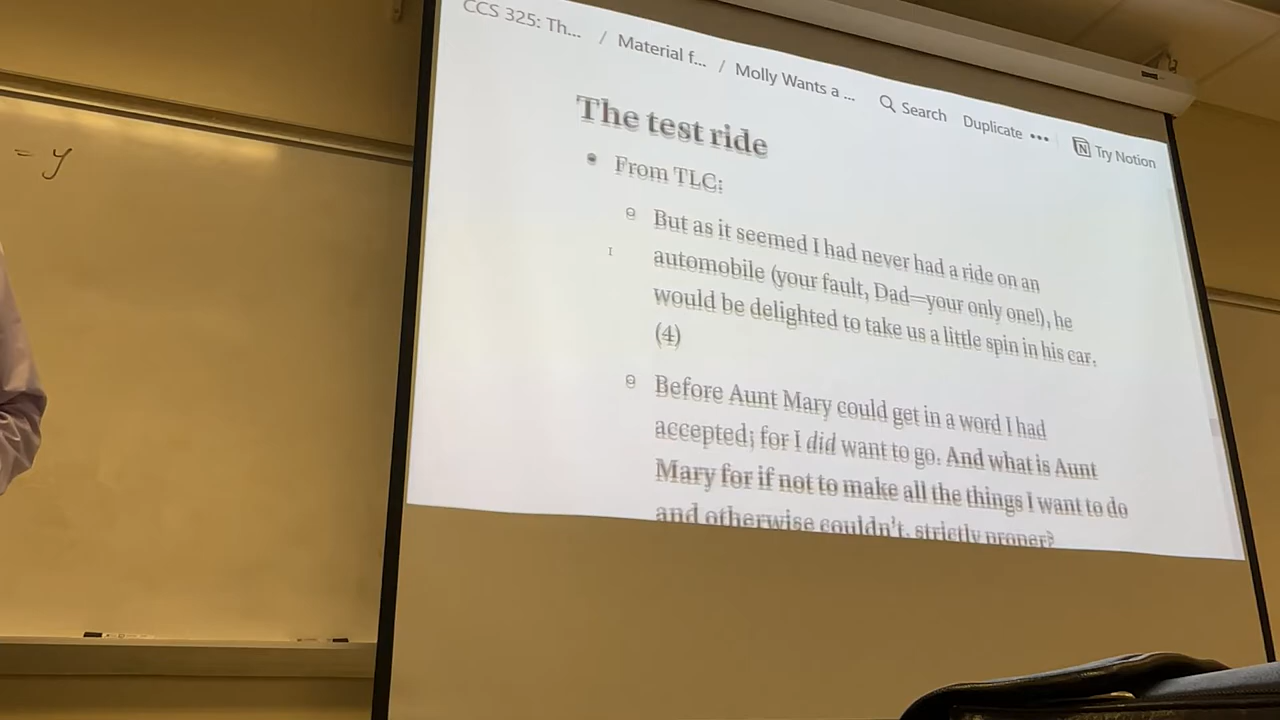 CCS 325: Th... / Material f... / Molly Wants a ... Search Duplicate ••• Try Notion
= y
The test ride
• From TLC:
But as it seemed I had never had a ride on an
automobile (your fault, Dad—your only one!), he
would be delighted to take us a little spin in his car.
(4)
Before Aunt Mary could get in a word I had
accepted; for I did want to go. And what is Aunt
Mary for if not to make all the things I want to do
and otherwise couldn't, strictly proper?